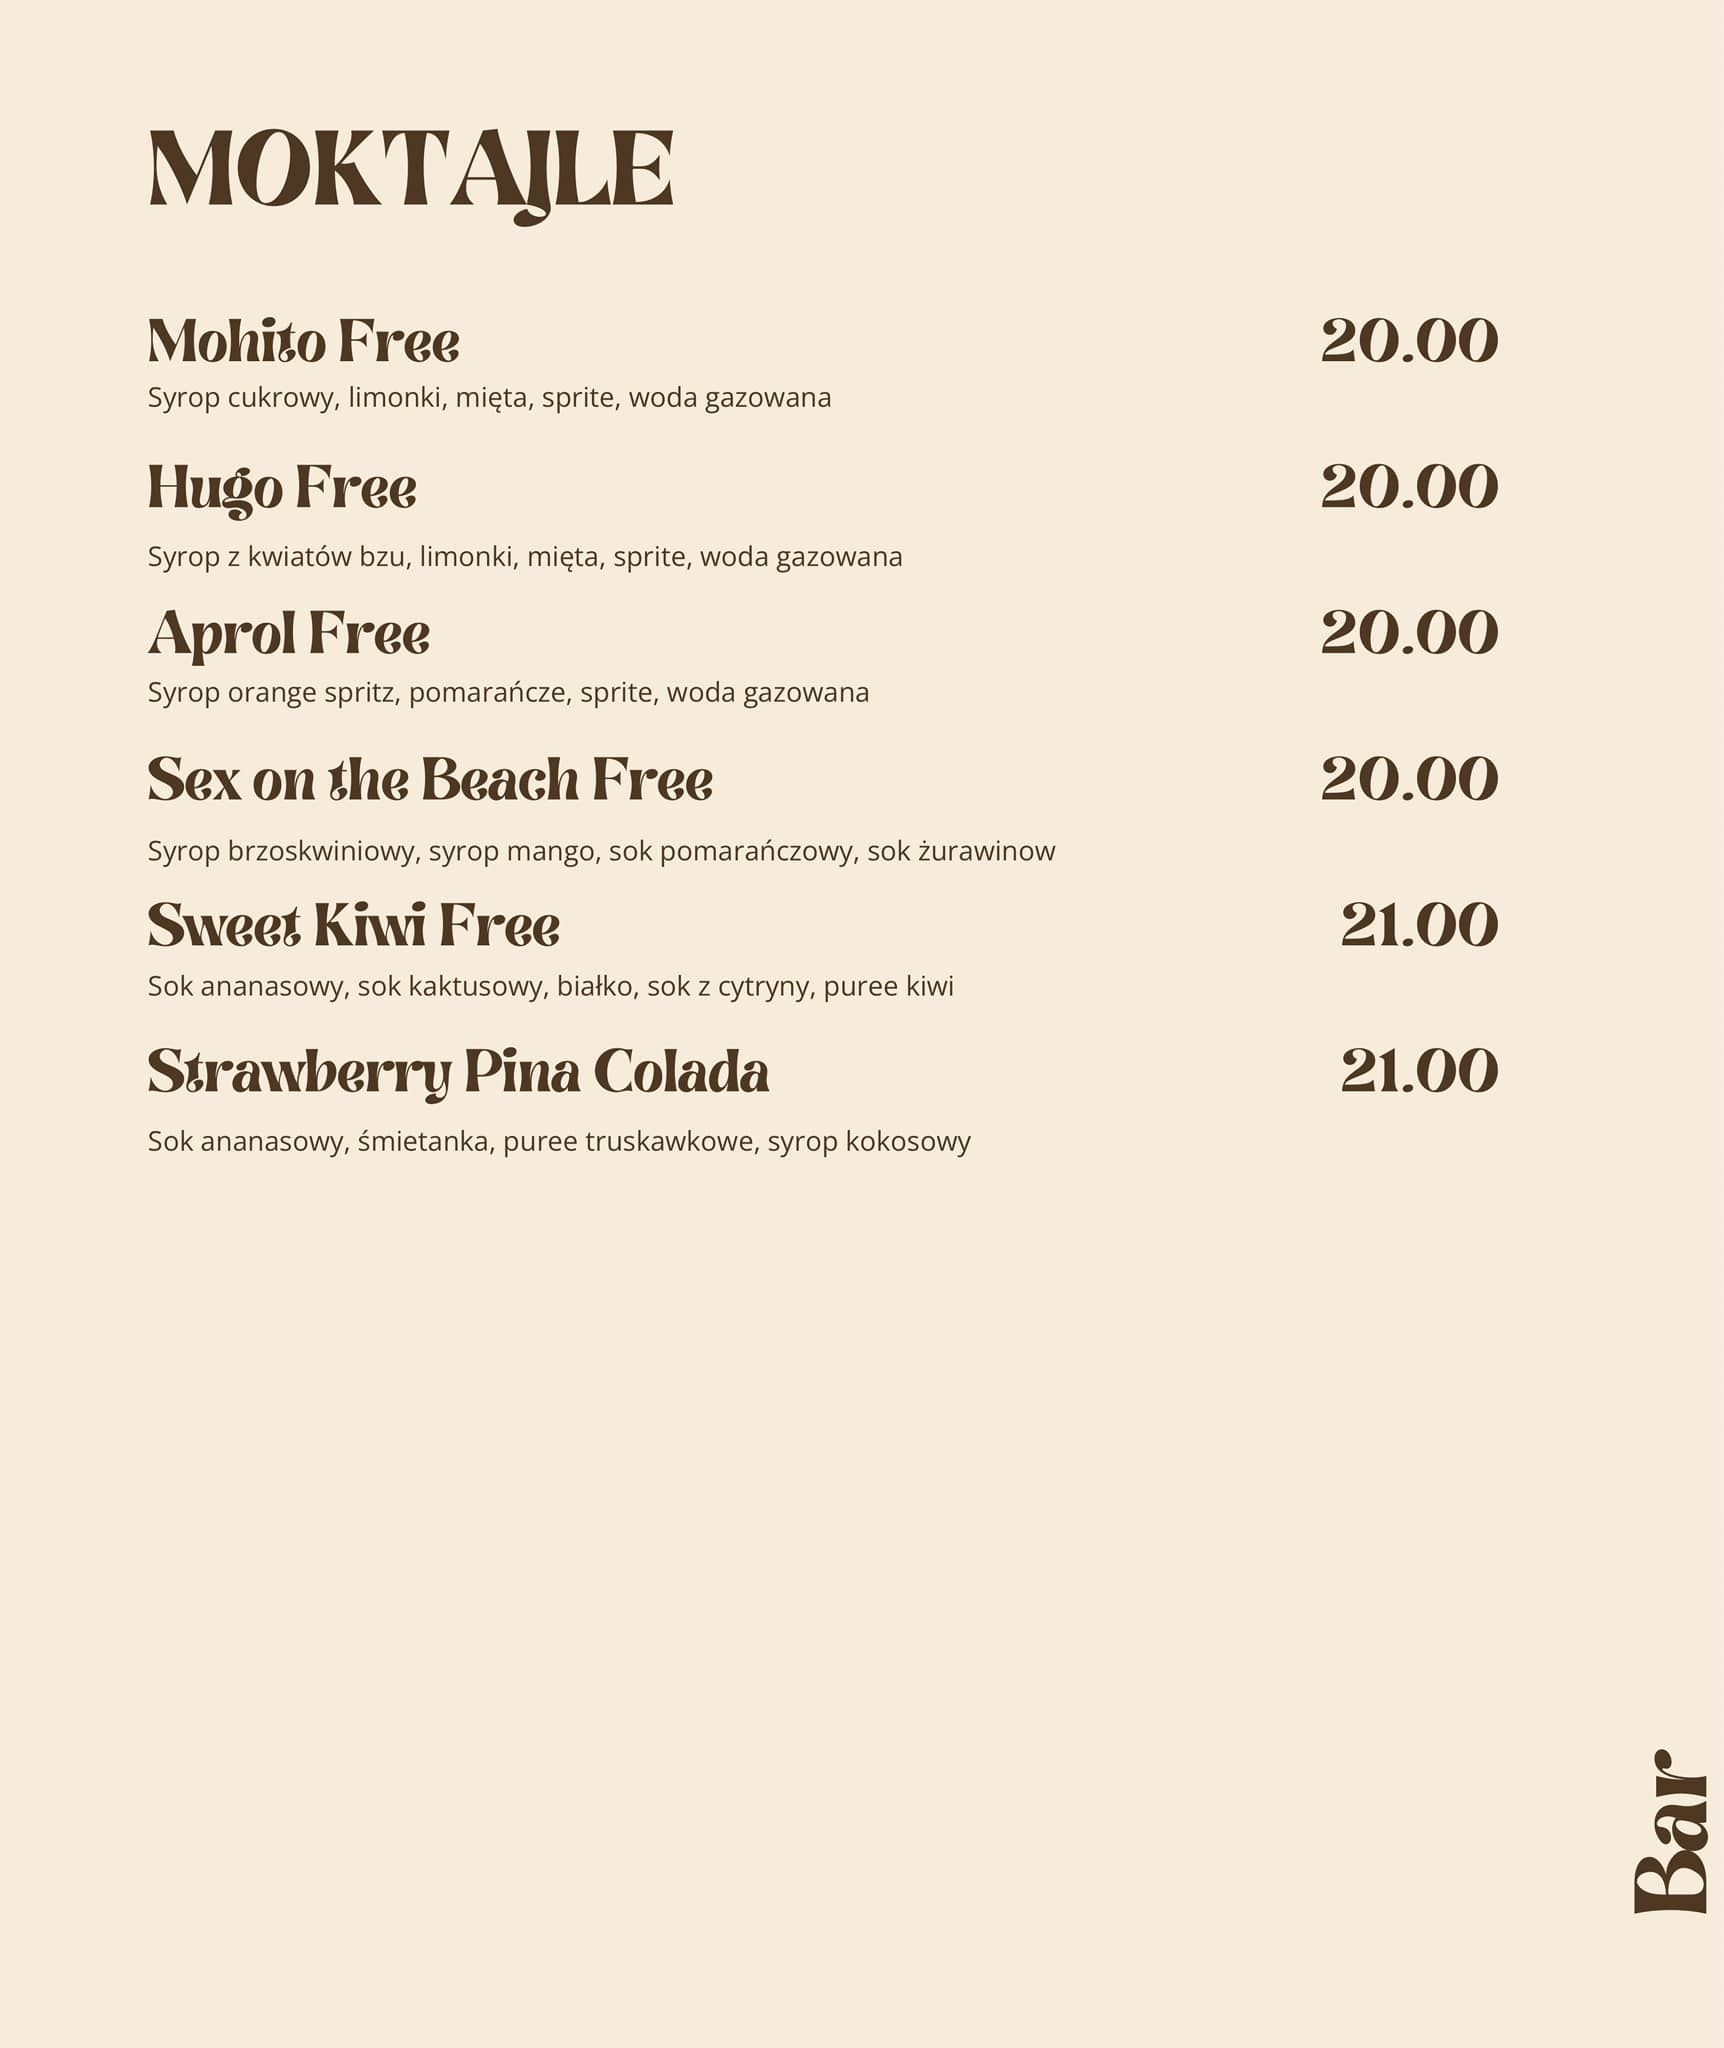 MOKTAJLE
Mohito Free 20.00
Syrop cukrowy, limonki, mięta, sprite, woda gazowana
Hugo Free 20.00
Syrop z kwiatów bzu, limonki, mięta, sprite, woda gazowana
Aprol Free 20.00
Syrop orange spritz, pomarańcze, sprite, woda gazowana
Sex on the Beach Free 20.00
Syrop brzoskwiniowy, syrop mango, sok pomarańczowy, sok żurawinow
Sweet Kiwi Free 21.00
Sok ananasowy, sok kaktusowy, białko, sok z cytryny, puree kiwi
Strawberry Pina Colada 21.00
Sok ananasowy, śmietanka, puree truskawkowe, syrop kokosowy
Bar